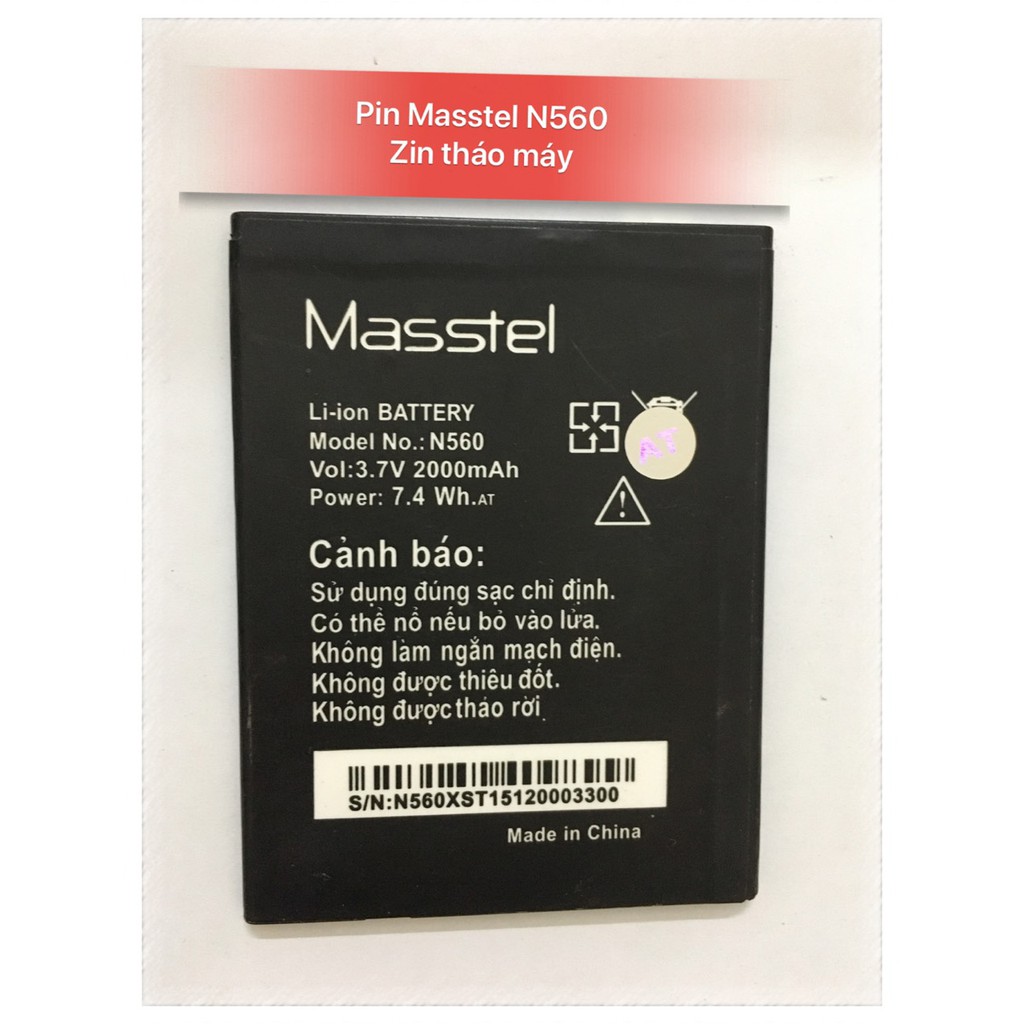 Pin Masstel N560
Zin tháo máy
Masstel
Li-ion BATTERY
Model No.: N560
Vol:3.7V 2000mAh
Power: 7.4 Wh.AT
AT
Cảnh báo:
Sử dụng đúng sạc chỉ định.
Có thể nổ nếu bỏ vào lửa.
Không làm ngắn mạch điện.
Không được thiêu đốt.
Không được tháo rời
S/N:N560XST15120003300
Made in China